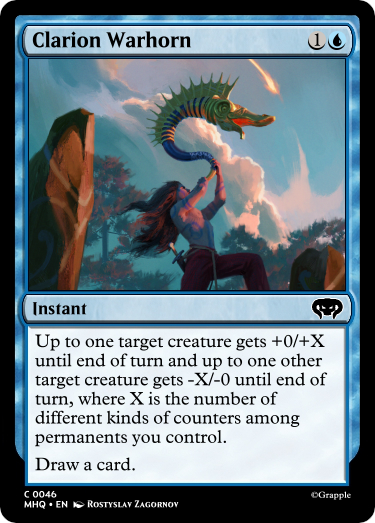 Clarion Warhorn 1
Instant
Up to one target creature gets +0/+X
until end of turn and up to one other
target creature gets -X/-0 until end of
turn, where X is the number of
different kinds of counters among
permanents you control.
Draw a card.
C 0046
MHQ • EN Rostyslav Zagornov
©Grapple